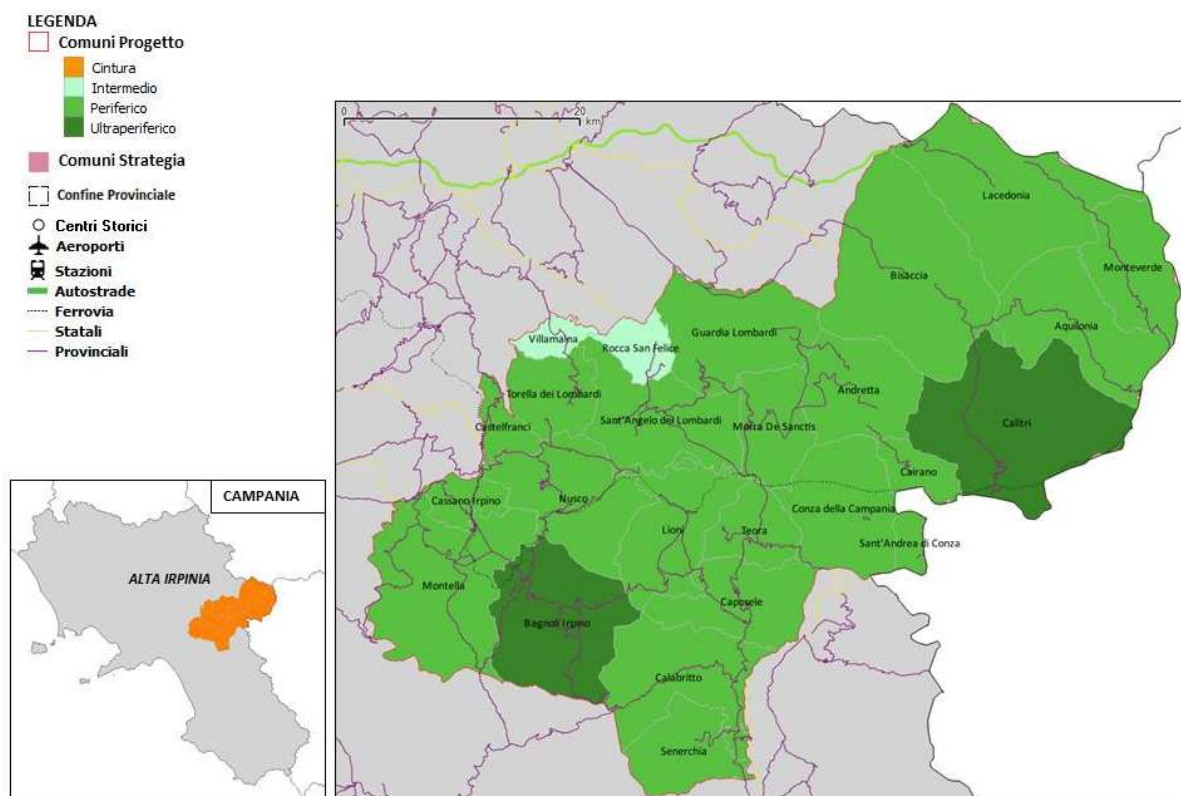 LEGENDA
Comuni Progetto
Cintura
Intermedio
Periferico
Ultraperiferico
Comuni Strategia
Confine Provinciale
Centri Storici
Aeroporti
Stazioni
Autostrade
Ferrovia
Statali
Provinciali
CAMPANIA
ALTA IRPINIA
0 20
km
Lacedonia
Bisaccia
Monteverde
Aquilonia
Guardia Lombardi
Villamaina
Rocca San Felice
Andretta
Torella dei Lombardi
Sant'Angelo dei Lombardi
Morra De Sanctis
Calitri
Castelfranci
Cairano
Cassano Irpino
Nusco
Conza della Campania
Lioni
Teora
Sant'Andrea di Conza
Montella
Caposele
Bagnoli Irpino
Calabritto
Senerchia